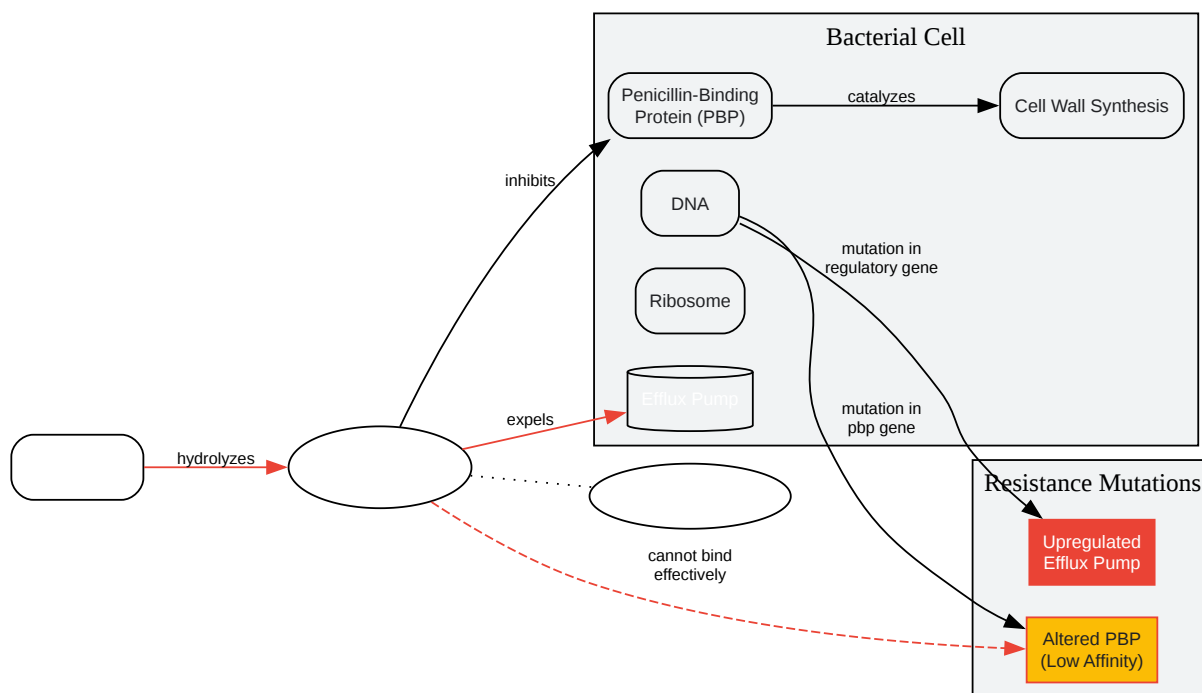 Bacterial Cell
Penicillin-Binding
Protein (PBP)
catalyzes
Cell Wall Synthesis
inhibits
DNA
mutation in
regulatory gene
Ribosome
Efflux Pump
expels
mutation in
pbp gene
hydrolyzes
Resistance Mutations
Upregulated
Efflux Pump
cannot bind
effectively
Altered PBP
(Low Affinity)